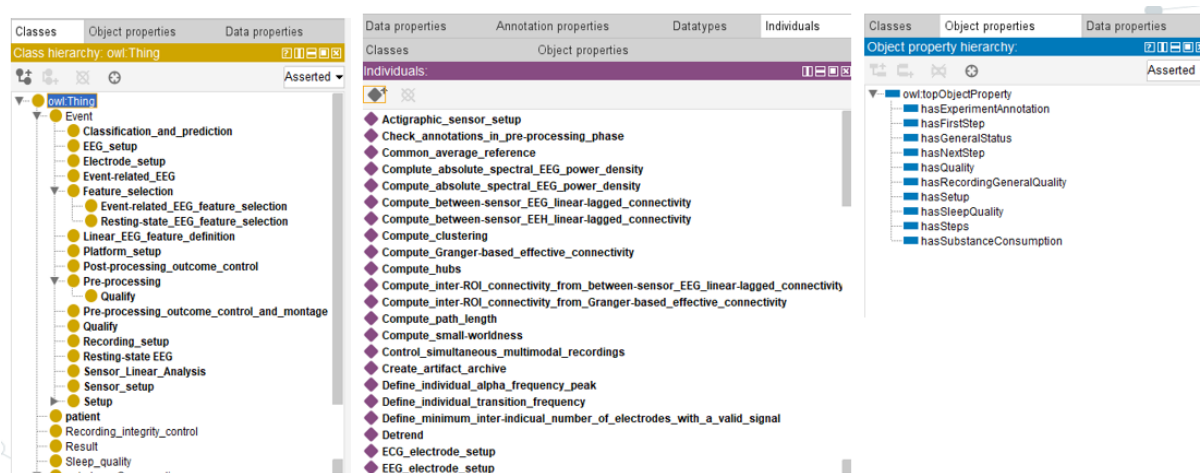 Classes Object properties Data properties
Class hierarchy: owl:Thing
Asserted
owl:Thing
Event
Classification_and_prediction
EEG_setup
Electrode_setup
Event-related_EEG
Feature_selection
Event-related_EEG_feature_selection
Resting-state_EEG_feature_selection
Linear_EEG_feature_definition
Platform_setup
Post-processing_outcome_control
Pre-processing
Qualify
Pre-processing_outcome_control_and_montage
Qualify
Recording_setup
Resting-state EEG
Sensor_Linear_Analysis
Sensor_setup
Setup
patient
Recording_integrity_control
Result
Sleep_quality
Data properties Annotation properties Datatypes Individuals
Classes Object properties
Individuals:
Actigraphic_sensor_setup
Check_annotations_in_pre-processing_phase
Common_average_reference
Complute_absolute_spectral_EEG_power_density
Compute_absolute_spectral_EEG_power_density
Compute_between-sensor_EEG_linear-lagged_connectivity
Compute_between-sensor_EEH_linear-lagged_connectivity
Compute_clustering
Compute_Granger-based_effective_connectivity
Compute_hubs
Compute_inter-ROI_connectivity_from_between-sensor_EEG_linear-lagged_connectivity
Compute_inter-ROI_connectivity_from_Granger-based_effective_connectivity
Compute_path_length
Compute_small-worldness
Control_simultaneous_multimodal_recordings
Create_artifact_archive
Define_individual_alpha_frequency_peak
Define_individual_transition_frequency
Define_minimum_inter-indicual_number_of_electrodes_with_a_valid_signal
Detrend
ECG_electrode_setup
EEG_electrode_setup
Classes Object properties Data properties
Object property hierarchy:
Asserted
owl:topObjectProperty
hasExperimentAnnotation
hasFirstStep
hasGeneralStatus
hasNextStep
hasQuality
hasRecordingGeneralQuality
hasSetup
hasSleepQuality
hasSteps
hasSubstanceConsumption